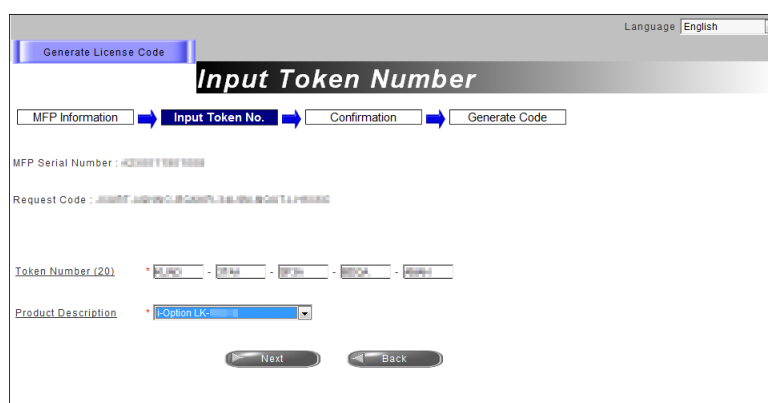 Language English
Generate License Code
Input Token Number
MFP Information Input Token No. Confirmation Generate Code
MFP Serial Number :
Request Code :
Token Number (20) * - - - -
Product Description * i-Option LK-
Next Back